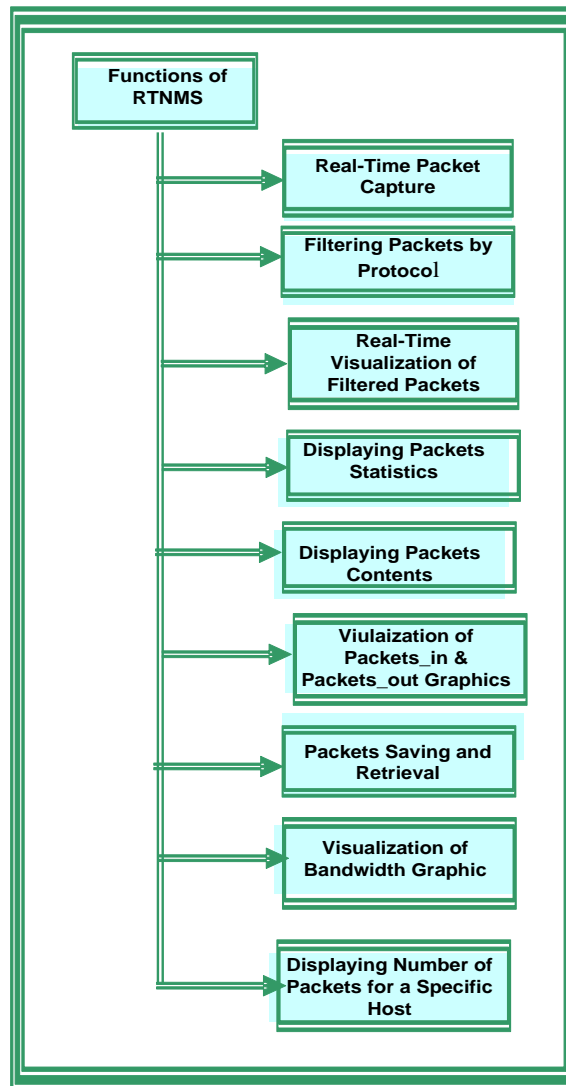 Functions of
RTNMS
Real-Time Packet
Capture
Filtering Packets by
Protocol
Real-Time
Visualization of
Filtered Packets
Displaying Packets
Statistics
Displaying Packets
Contents
Viulaization of
Packets_in &
Packets_out Graphics
Packets Saving and
Retrieval
Visualization of
Bandwidth Graphic
Displaying Number of
Packets for a Specific
Host